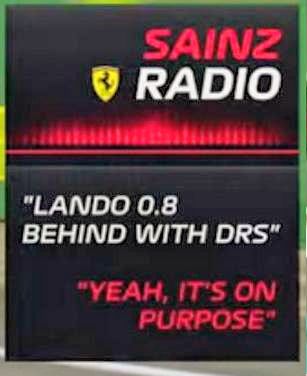 SAINZ
RADIO
"LANDO 0.8
BEHIND WITH DRS"
"YEAH, IT'S ON
PURPOSE"